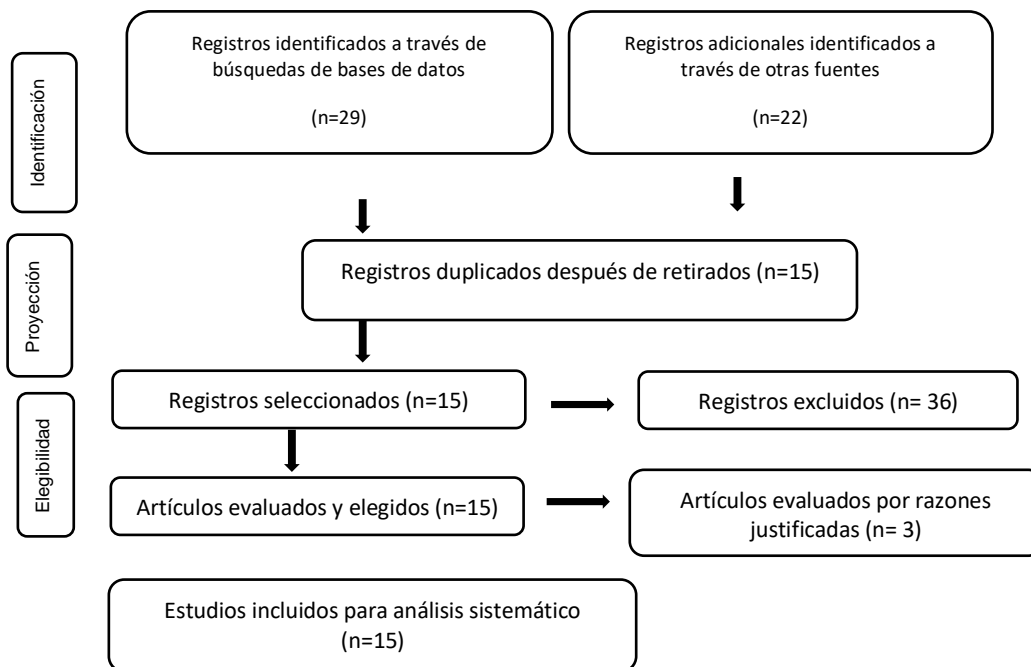 Identificación
Registros identificados a través de
búsquedas de bases de datos
(n=29)
Registros adicionales identificados a
través de otras fuentes
(n=22)
Proyección
Registros duplicados después de retirados (n=15)
Elegibilidad
Registros seleccionados (n=15)
Registros excluidos (n= 36)
Artículos evaluados y elegidos (n=15)
Artículos evaluados por razones
justificadas (n= 3)
Estudios incluidos para análisis sistemático
(n=15)